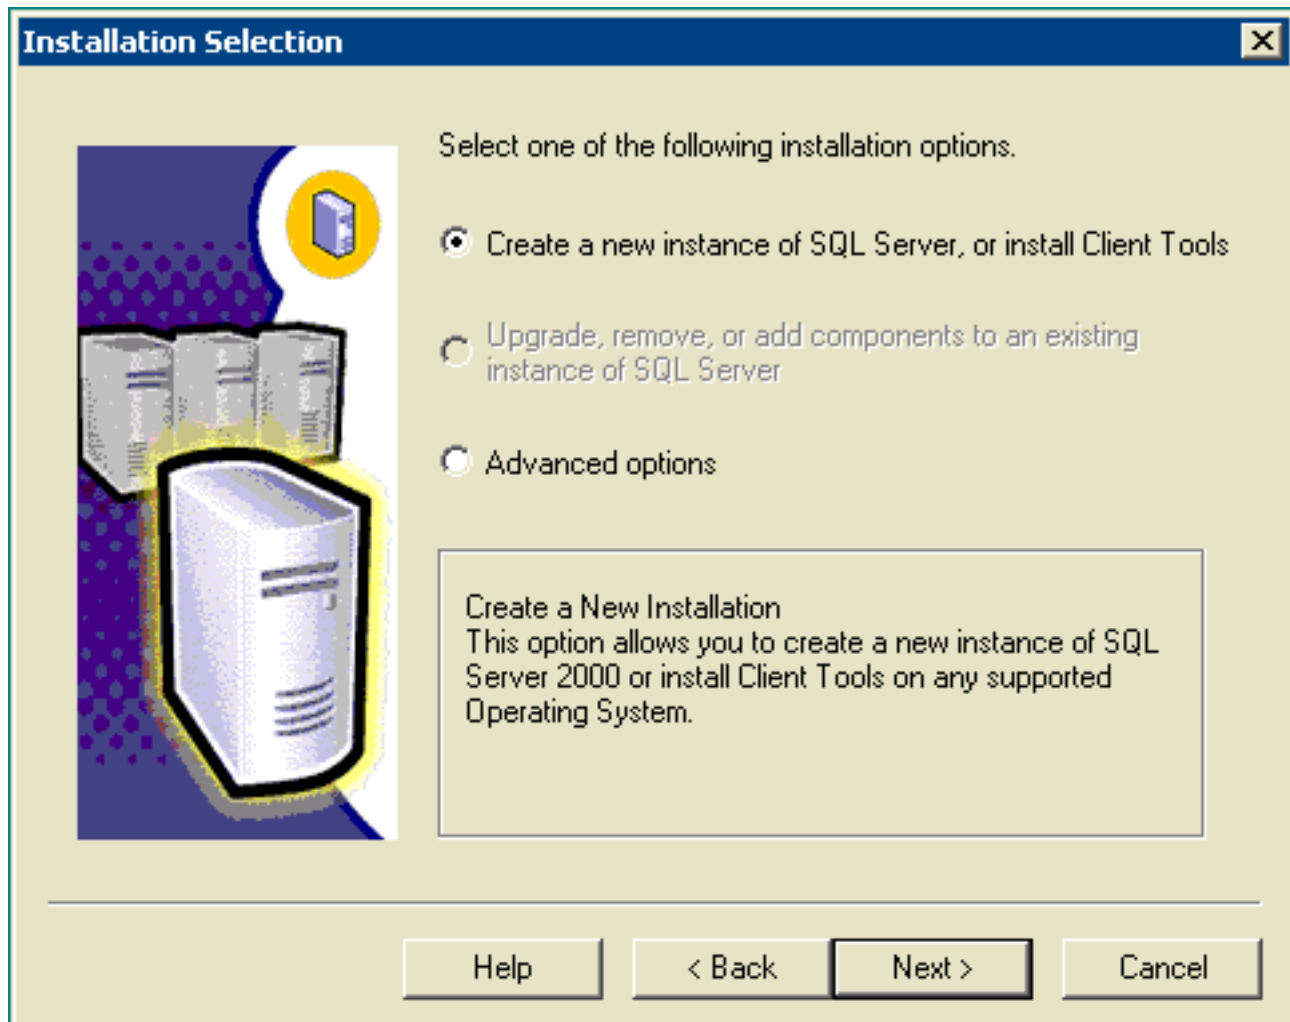 Installation Selection
Select one of the following installation options.
Create a new instance of SQL Server, or install Client Tools
Upgrade, remove, or add components to an existing
instance of SQL Server
Advanced options
Create a New Installation
This option allows you to create a new instance of SQL
Server 2000 or install Client Tools on any supported
Operating System.
Help
< Back
Next >
Cancel